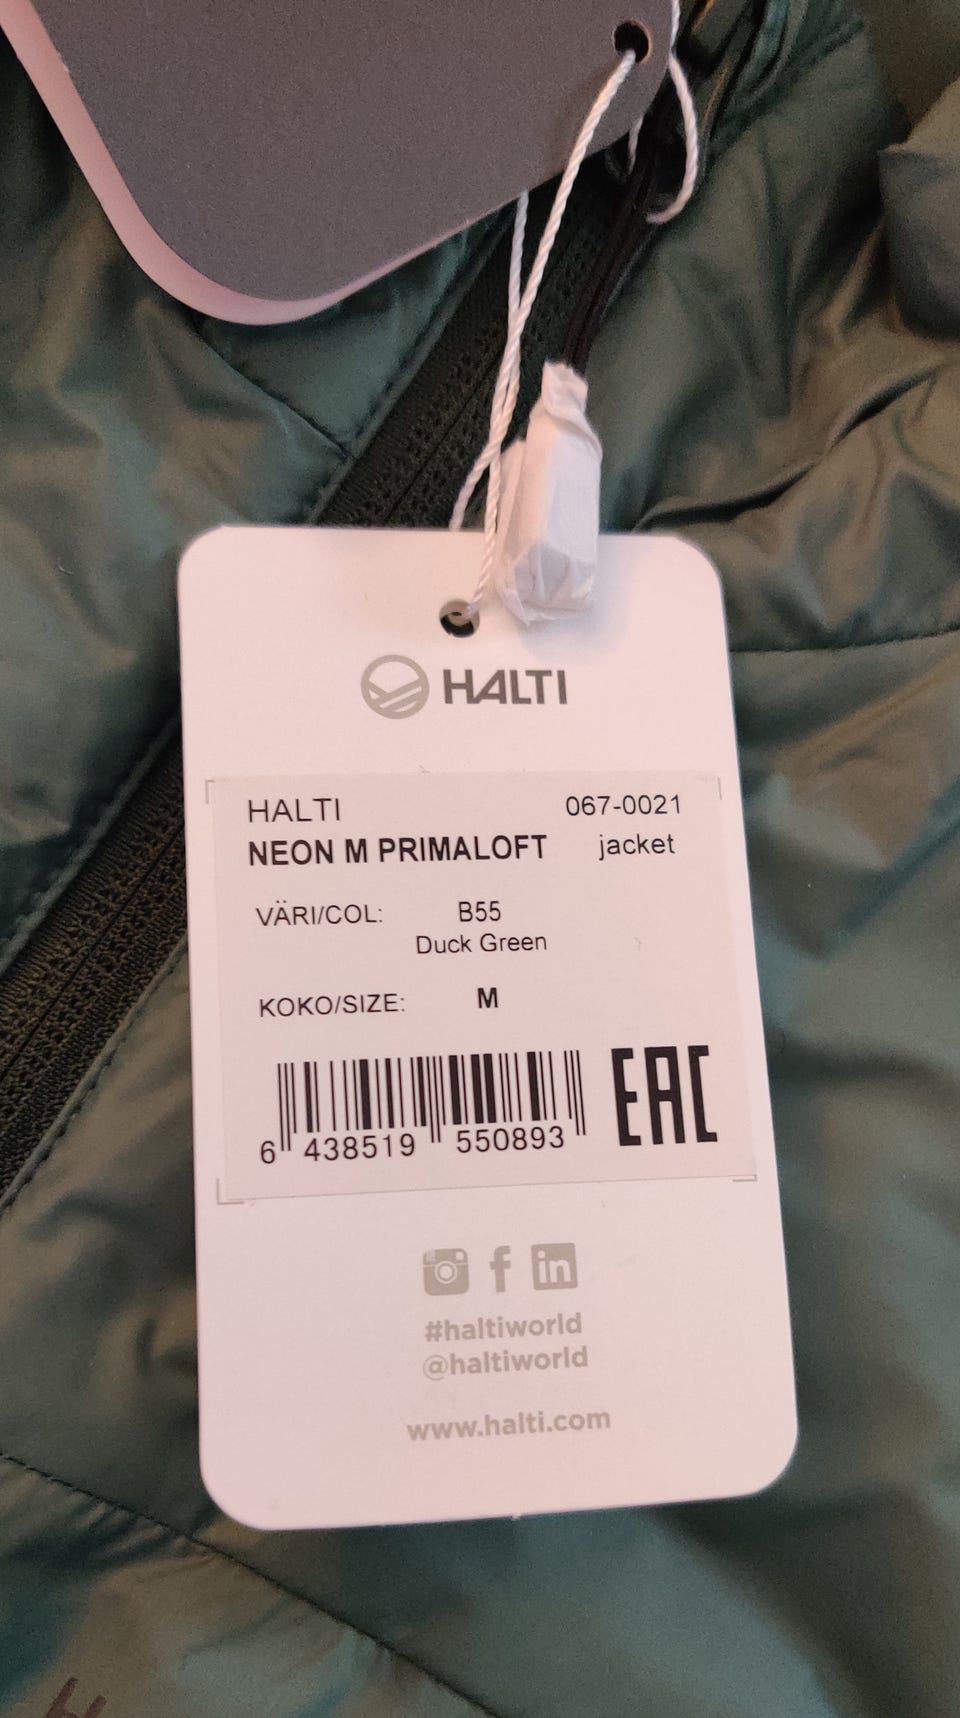 HALTI
HALTI 067-0021
NEON M PRIMALOFT jacket
VÄRI/COL: B55
Duck Green
KOKO/SIZE: M
EAC
6 438519 550893
#haltiworld
@haltiworld
www.halti.com